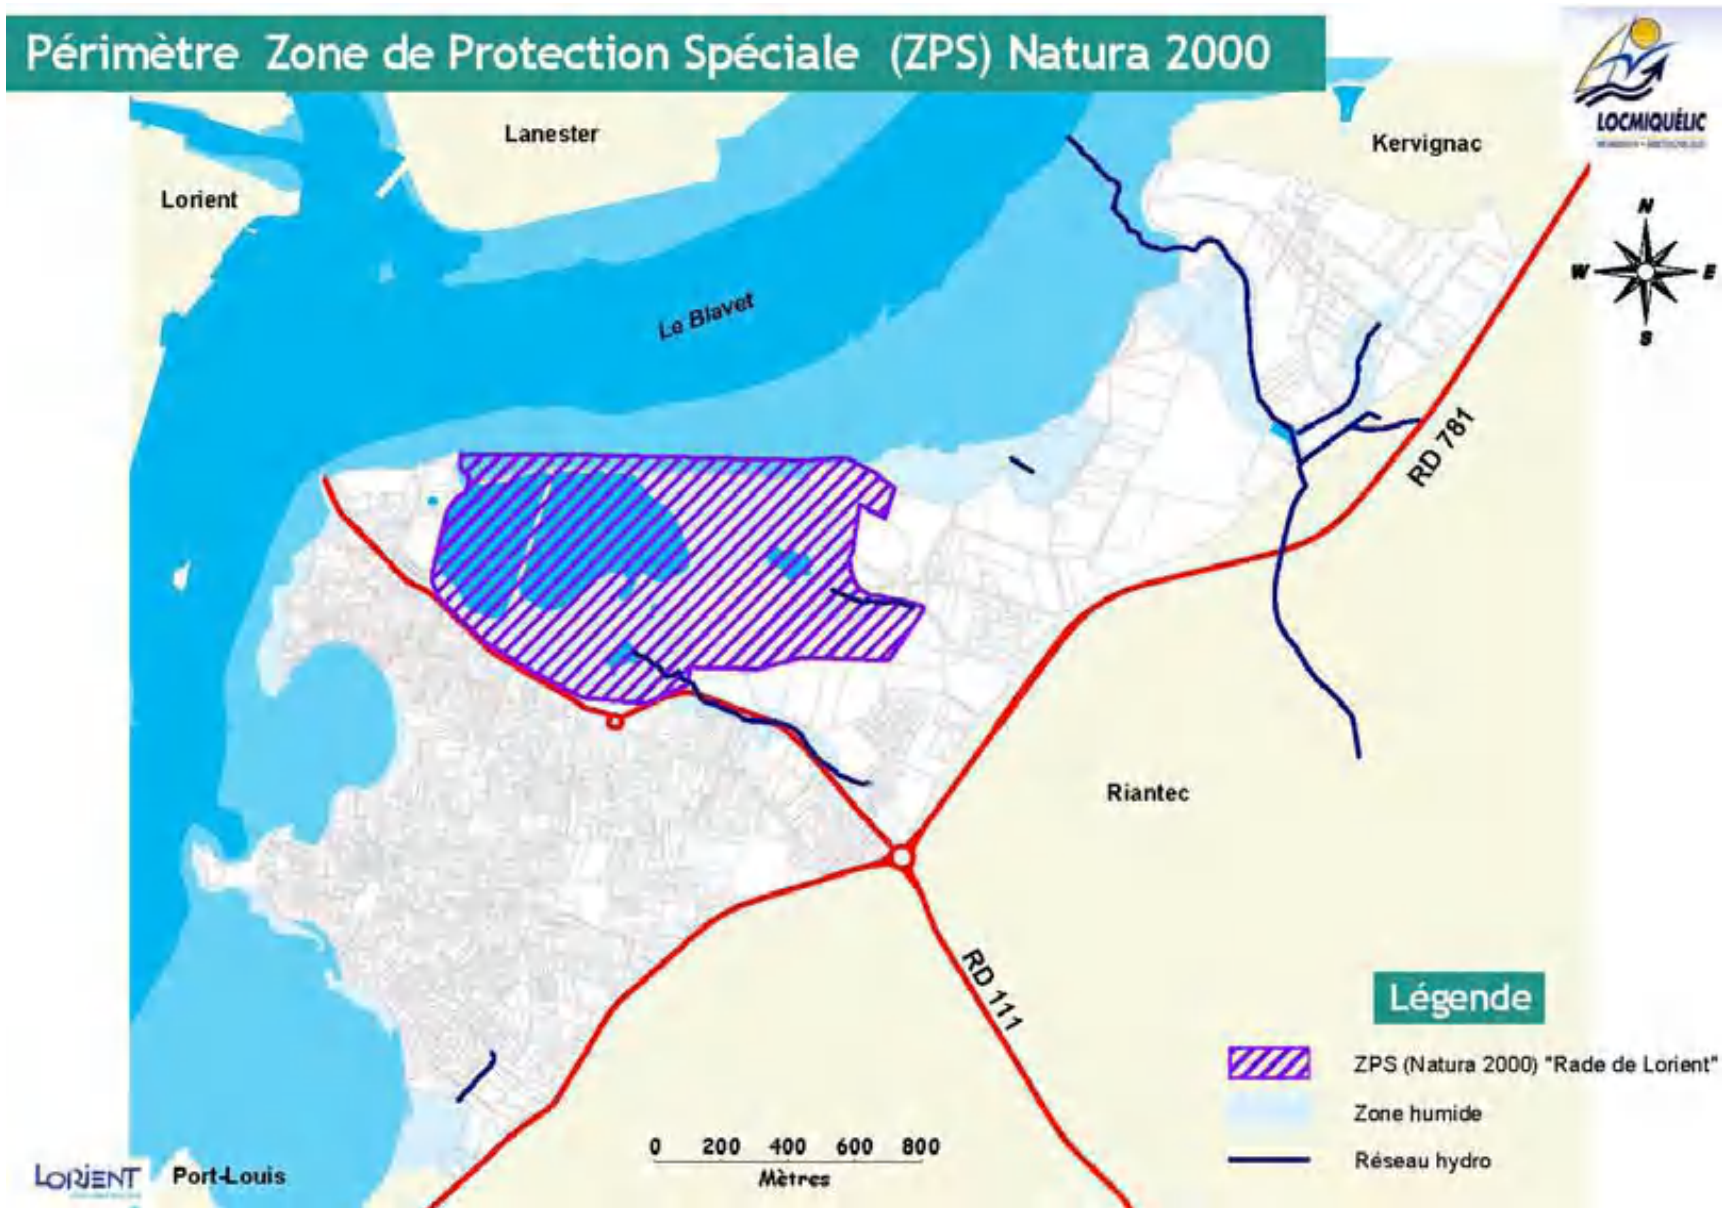 Périmètre Zone de Protection Spéciale (ZPS) Natura 2000
LOCMIQUÉLIC
Lanester
Kervignac
Lorient
N
W E
S
Le Blavet
RD 781
Riantec
RD 111
Légende
ZPS (Natura 2000) "Rade de Lorient"
Zone humide
Réseau hydro
0 200 400 600 800
Mètres
LORIENT
Port-Louis